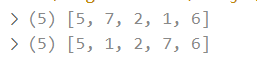 > (5) [5, 7, 2, 1, 6]
> (5) [5, 1, 2, 7, 6]